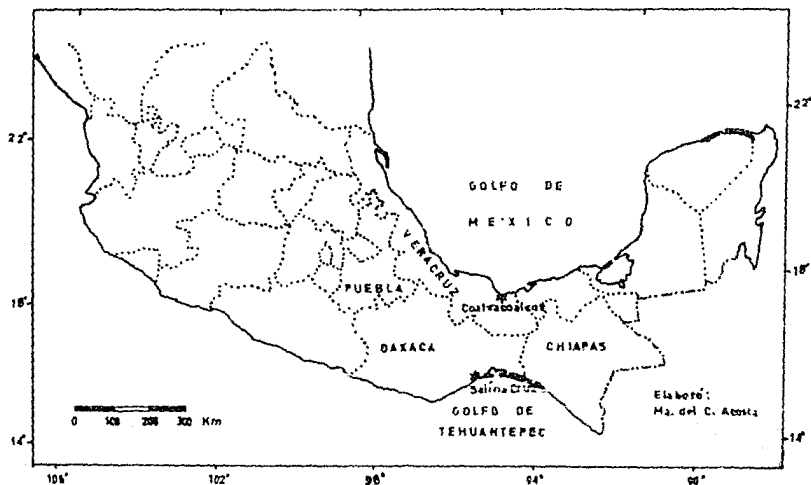 22°
22°
GOLFO DE
MEXICO
VERACRUZ
18°
PUEBLA
18°
Coatzacoalcos
OAXACA
CHIAPAS
Salina Cruz
Elaboró:
Ma. del C. Acosta
0 100 200 300 Km
GOLFO DE
TEHUANTEPEC
14°
14°
106°
102°
98°
94°
90°